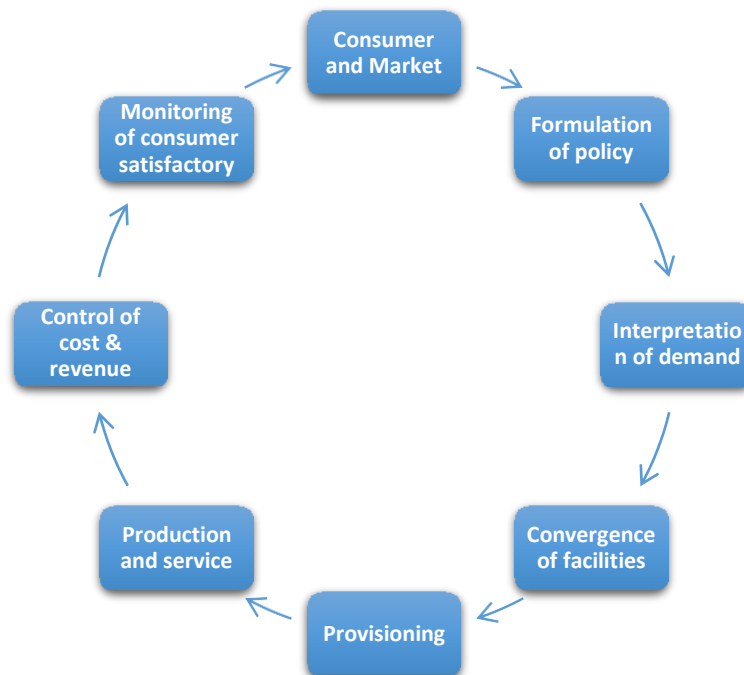 Consumer
and Market
Formulation
of policy
Interpretatio
n of demand
Convergence
of facilities
Provisioning
Production
and service
Control of
cost &
revenue
Monitoring
of consumer
satisfactory